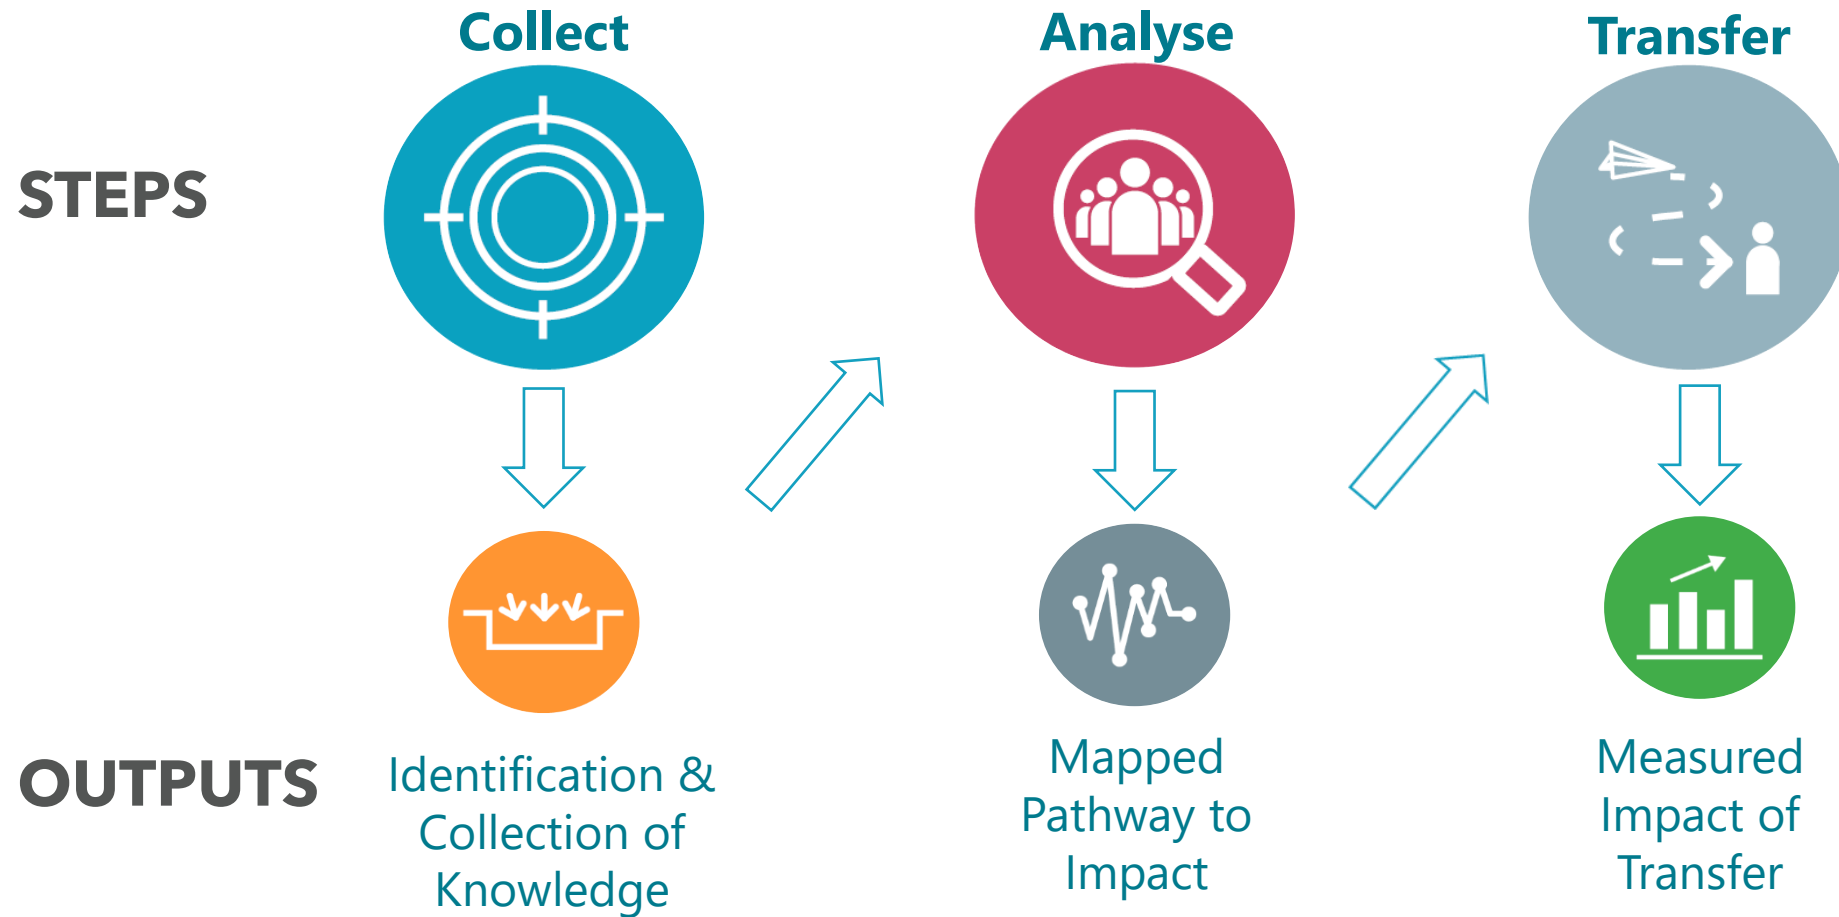 Collect
Analyse
Transfer
STEPS
OUTPUTS
Identification &
Collection of
Knowledge
Mapped
Pathway to
Impact
Measured
Impact of
Transfer